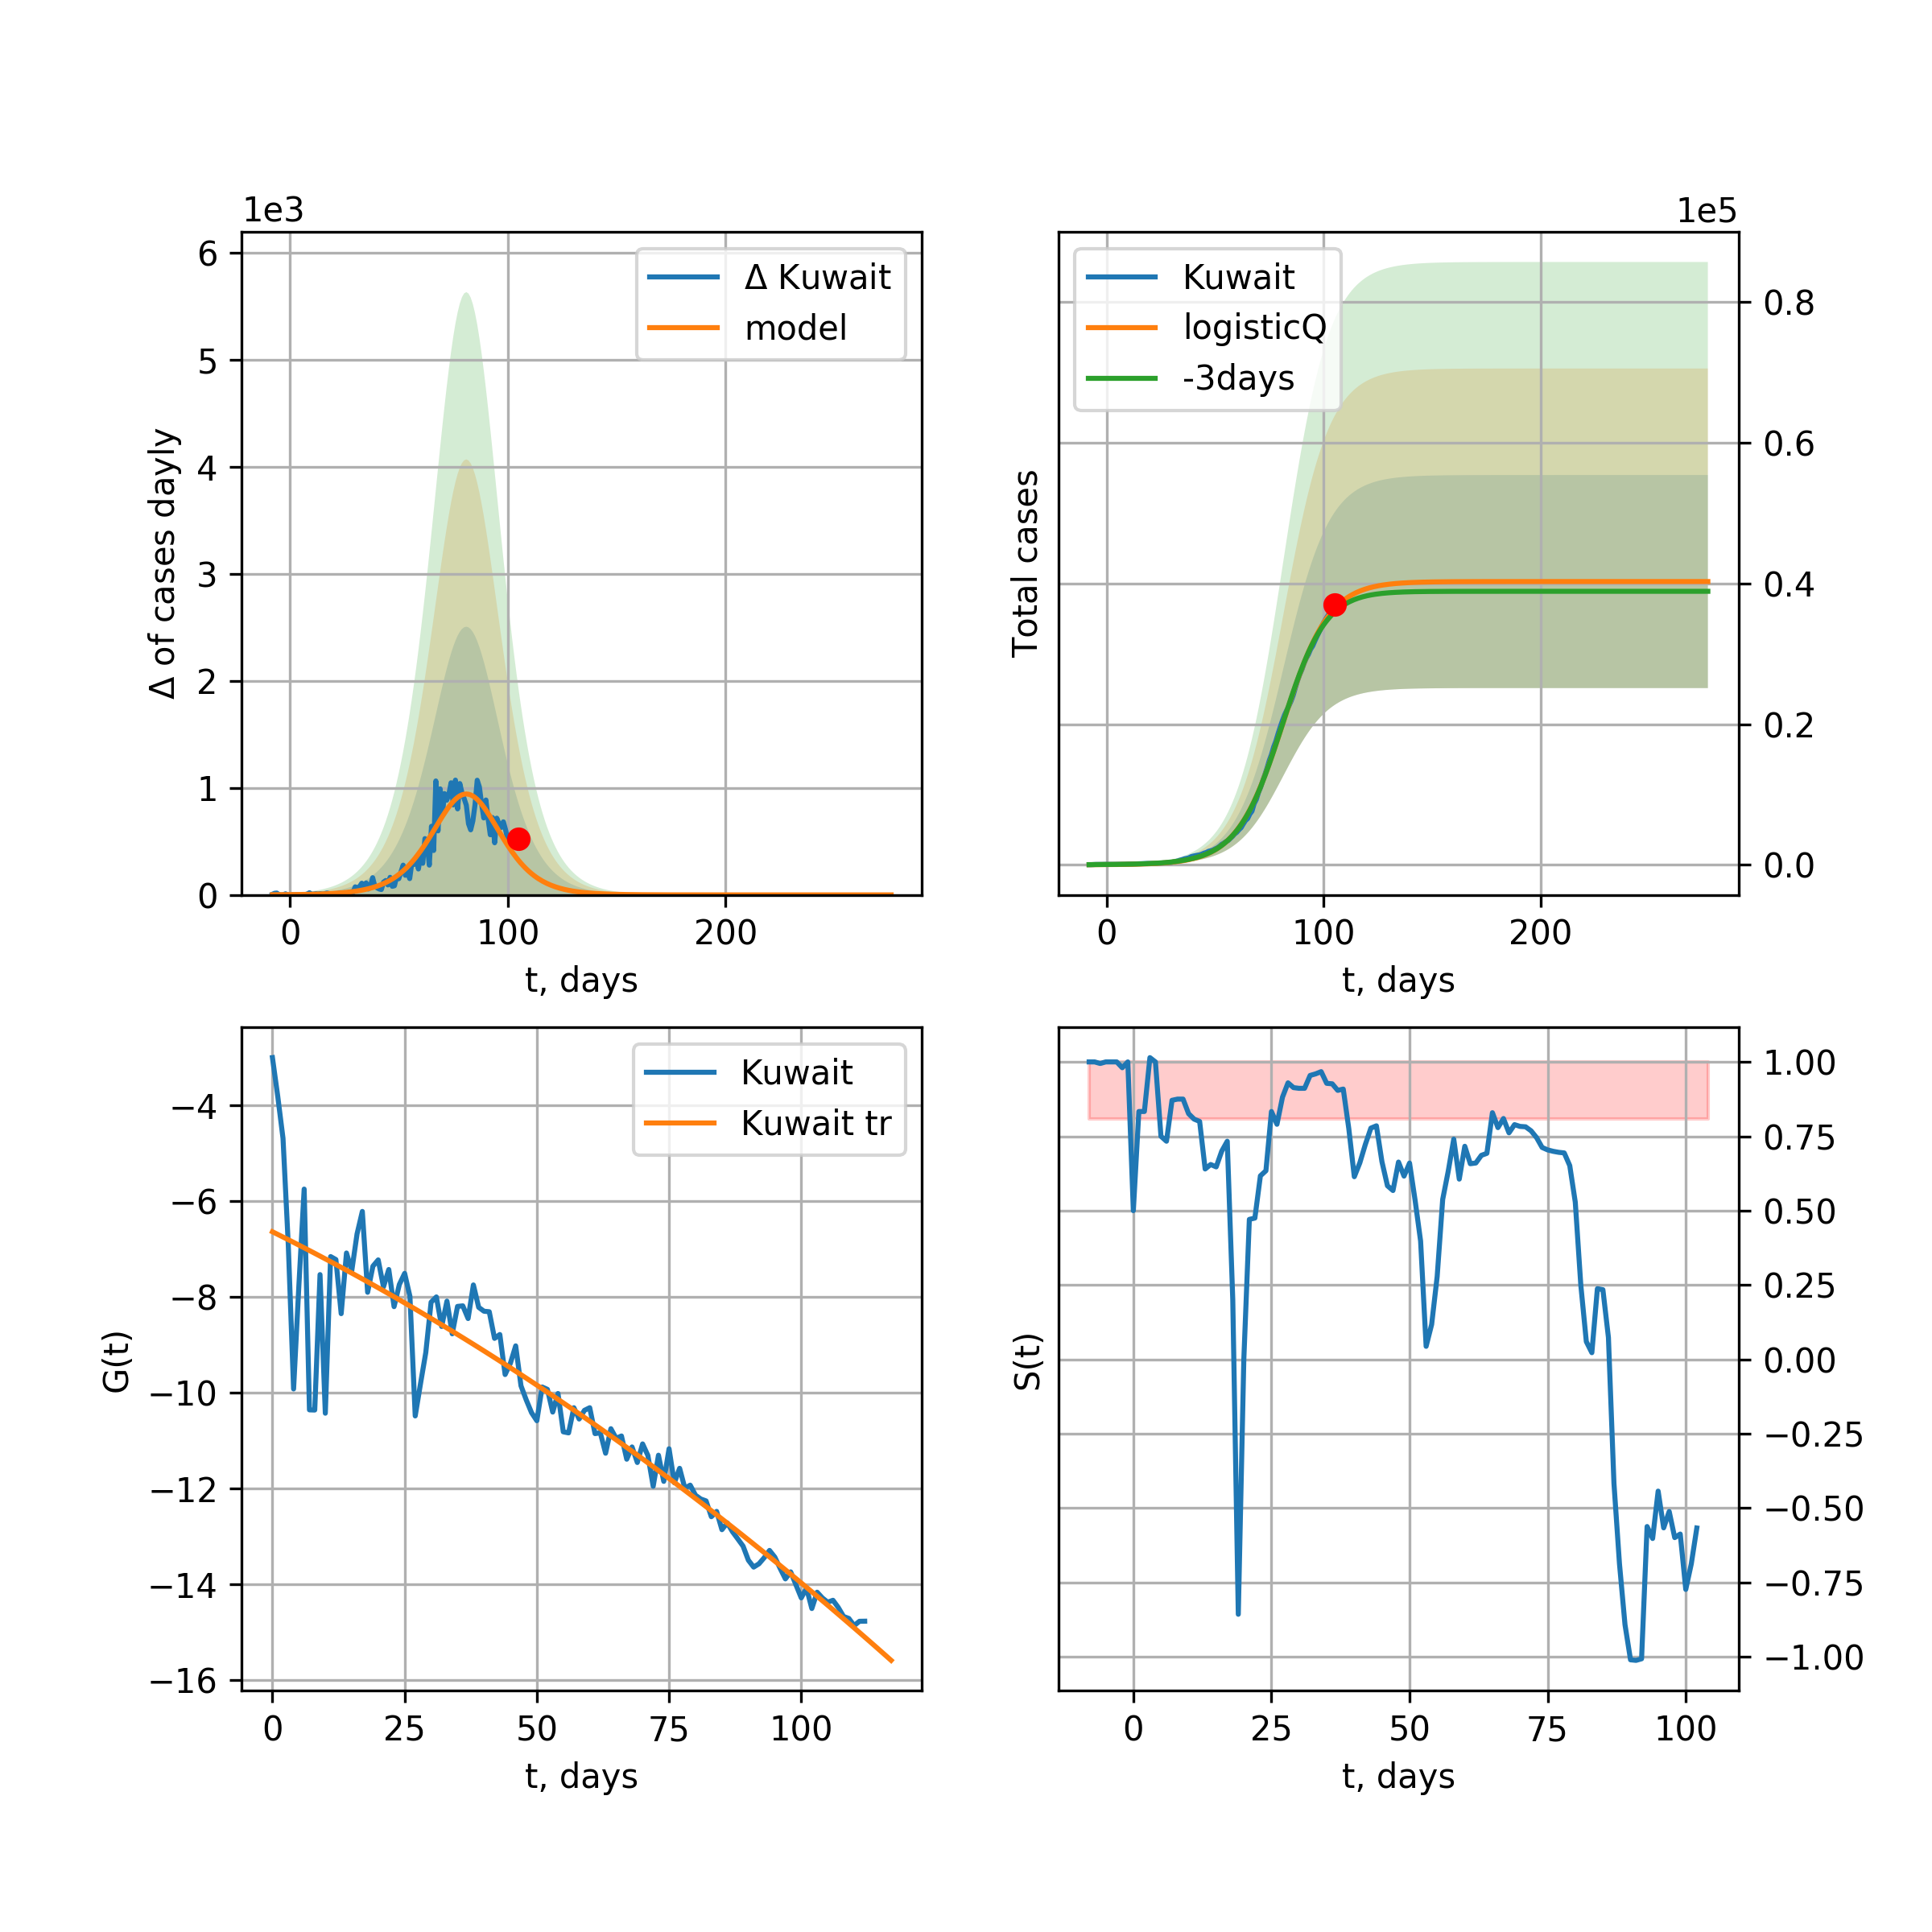 1e3
6
5
4
3
2
1
0
Δ of cases dayly
Δ Kuwait
model
0
100
200
t, days
1e5
Kuwait
logisticQ
-3days
Total cases
0.8
0.6
0.4
0.2
0.0
0
100
200
t, days
Kuwait
Kuwait tr
−4
−6
−8
−10
−12
−14
−16
G(t)
0
25
50
75
100
t, days
S(t)
1.00
0.75
0.50
0.25
0.00
−0.25
−0.50
−0.75
−1.00
0
25
50
75
100
t, days